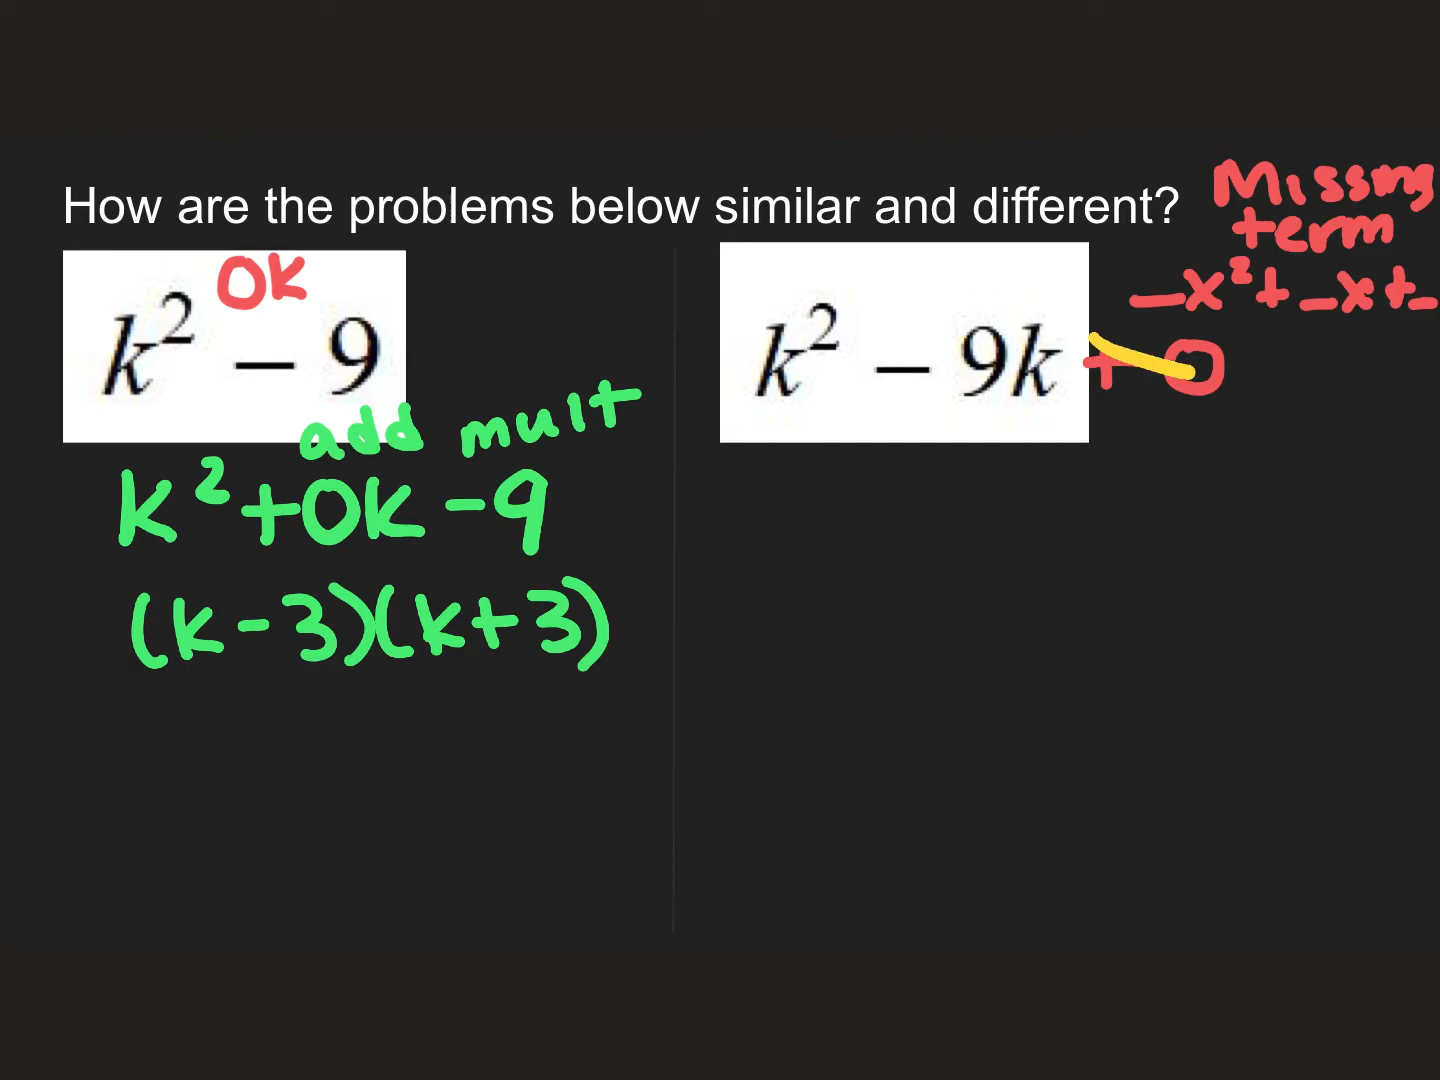 How are the problems below similar and different?
Missing
term
_x² + _x + _
0k
k² − 9
k² − 9k + 0
add mult
k² + 0k − 9
(k − 3)(k + 3)